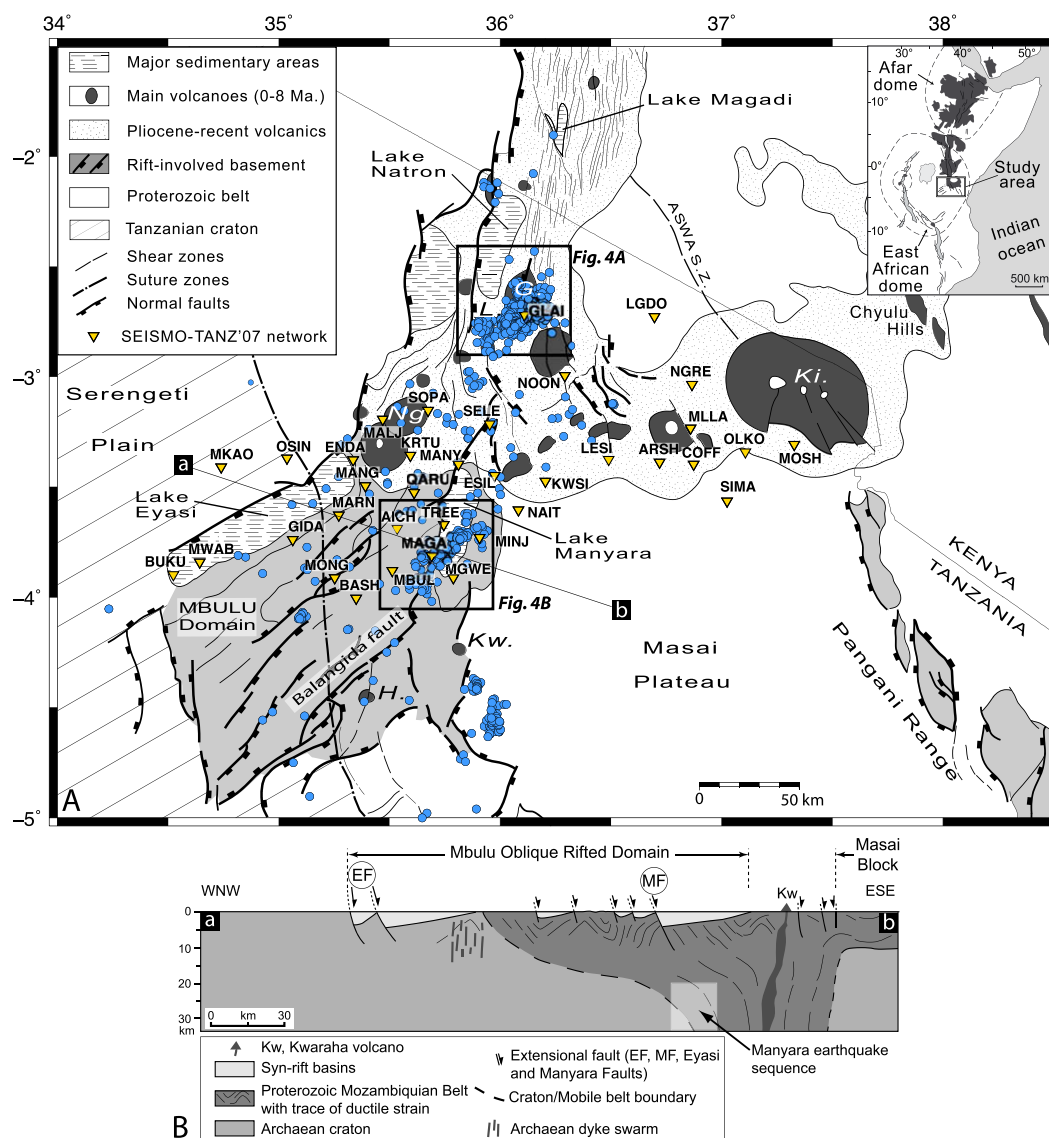 34˚ 35˚ 36˚ 37˚ 38˚
−2˚
−3˚
−4˚
−5˚
Major sedimentary areas
Main volcanoes (0-8 Ma.)
Pliocene-recent volcanics
Rift-involved basement
Proterozoic belt
Tanzanian craton
Shear zones
Suture zones
Normal faults
SEISMO-TANZ'07 network
30° 40° 50°
Afar
dome
10°
0°
10°
Study
area
Indian
ocean
East
African
dome
500 km
Lake Magadi
Lake
Natron
ASWA S.Z.
Fig. 4A
G
L
GLAI
LGDO
Chyulu
Hills
NOON
NGRE
Ki.
Serengeti
Plain
SOPA
Ng
SELE
MLLA
MALJ
KRTU
MKAO
OSIN
ENDA
MANY
LESI
ARSH
COFF
OLKO
MOSH
a
MANG
QARU
ESIL
KWSI
SIMA
Lake
Eyasi
MARN
AICH
TREE
NAIT
GIDA
MAGA
MINJ
Lake
Manyara
BUKU
MWAB
MONG
MBUL
MGWE
BASH
Fig. 4B
b
KENYA
TANZANIA
MBULU
Domain
Balangida fault
Kw.
H.
Masai
Plateau
Pangani Range
0 50 km
A
Mbulu Oblique Rifted Domain
Masai
Block
WNW
EF
MF
Kw
ESE
a
b
0
10
20
30
km
0 km 30
Manyara earthquake
sequence
Kw, Kwaraha volcano
Syn-rift basins
Proterozoic Mozambiquian Belt
with trace of ductile strain
Archaean craton
Extensional fault (EF, MF, Eyasi
and Manyara Faults)
Craton/Mobile belt boundary
Archaean dyke swarm
B